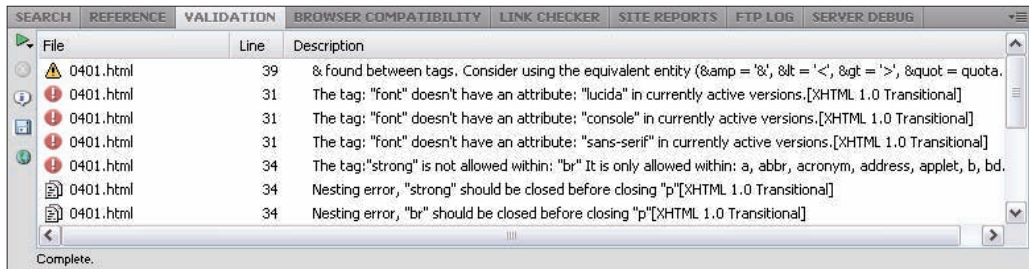 SEARCH REFERENCE VALIDATION BROWSER COMPATIBILITY LINK CHECKER SITE REPORTS FTP LOG SERVER DEBUG
File Line Description
0401.html 39 & found between tags. Consider using the equivalent entity (&amp = '&', &lt = '<', &gt = '>', &quot = quota.
0401.html 31 The tag: "font" doesn't have an attribute: "lucida" in currently active versions.[XHTML 1.0 Transitional]
0401.html 31 The tag: "font" doesn't have an attribute: "console" in currently active versions.[XHTML 1.0 Transitional]
0401.html 31 The tag: "font" doesn't have an attribute: "sans-serif" in currently active versions.[XHTML 1.0 Transitional]
0401.html 34 The tag:"strong" is not allowed within: "br" It is only allowed within: a, abbr, acronym, address, applet, b, bd.
0401.html 34 Nesting error, "strong" should be closed before closing "p"[XHTML 1.0 Transitional]
0401.html 34 Nesting error, "br" should be closed before closing "p"[XHTML 1.0 Transitional]
Complete.